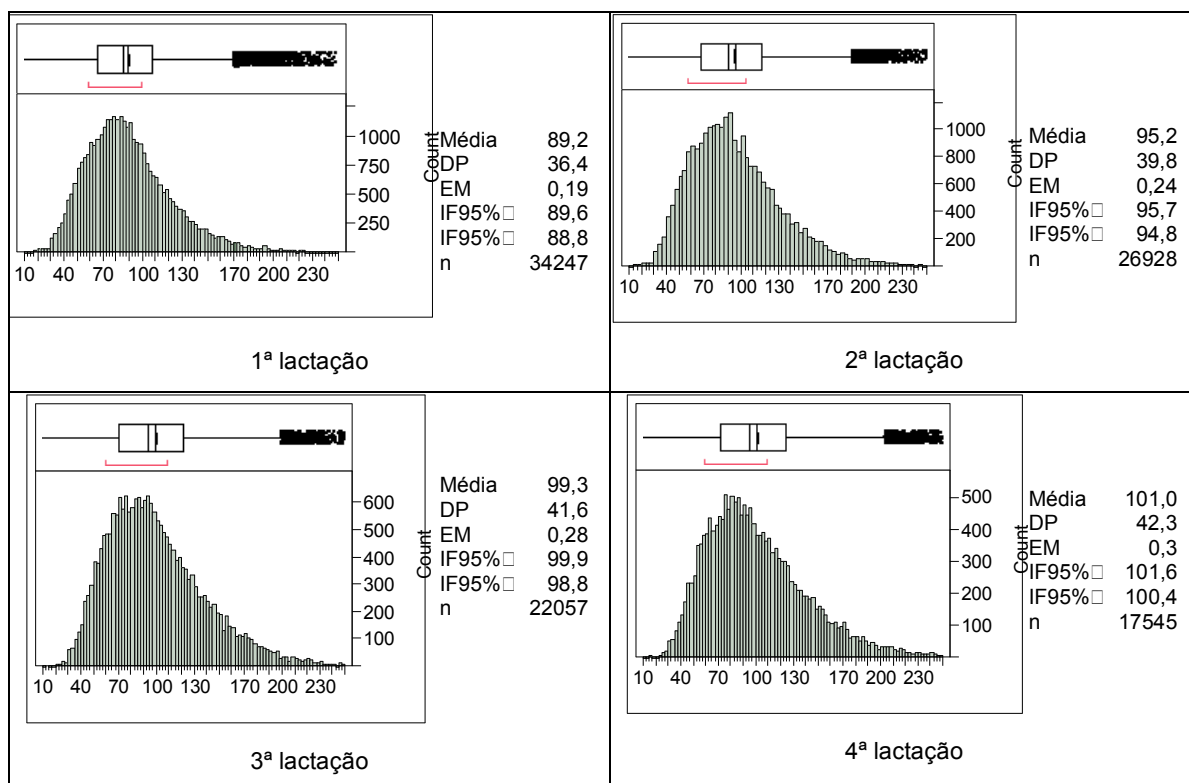 1000
750
500
250
Count
10 40 70 100 130 170 200 230
Média 89,2
DP 36,4
EM 0,19
IF95%□ 89,6
IF95%□ 88,8
n 34247
1ª lactação
1000
800
600
400
200
Count
10 40 70 100 130 170 200 230
Média 95,2
DP 39,8
EM 0,24
IF95%□ 95,7
IF95%□ 94,8
n 26928
2ª lactação
600
500
400
300
200
100
Count
10 40 70 100 130 170 200 230
Média 99,3
DP 41,6
EM 0,28
IF95%□ 99,9
IF95%□ 98,8
n 22057
3ª lactação
500
400
300
200
100
Count
10 40 70 100 130 170 200 230
Média 101,0
DP 42,3
EM 0,3
IF95%□ 101,6
IF95%□ 100,4
n 17545
4ª lactação